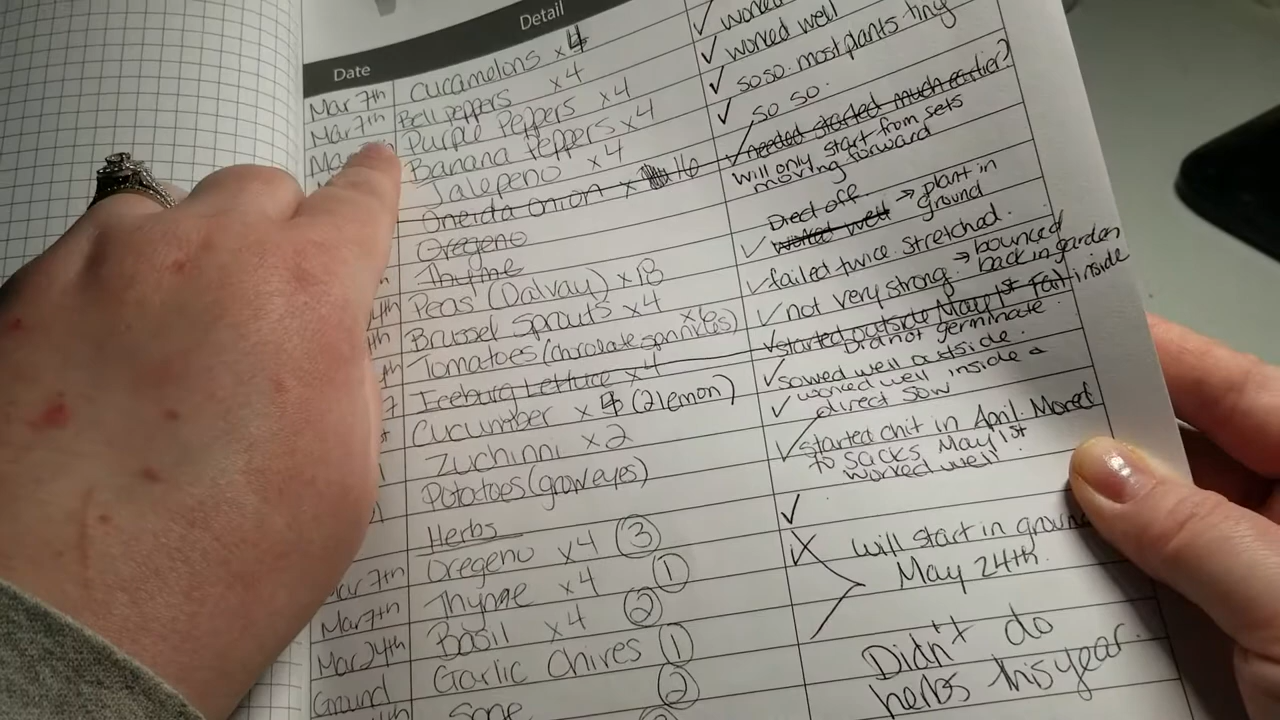 Detail
Date
Mar 7th cucamelons x4 ✓ worked
Mar 7th Bell peppers x4 ✓ worked well
Mar Purple Peppers x4 ✓ soso. most plants tiny
Banana Peppers x4 ✓ so so.
Jalepeno x4 ✓ needed started much earlier?
Oneida onion x 16 will only start from sets
moving forward
Oregeno
Thyme
Died off
Peas (Dalvay) x18 ✓ worked well → plant in
ground
Brussel Sprouts x4 ✓ failed twice. stretched.
Tomatoes (chocolate sprinkles) x6 ✓ not very strong → bounced
back in garden
Iceburg Lettuce x4 ✓ started outside May 1st Fail inside
Did not germinate
Cucumber x4 (2 lemon) ✓ sowed well outside.
Zuchinni x2 ✓ worked well inside &
direct sow
Potatoes (grow eyes) ✓ started chit in April. Moved
to sacks May 1st
worked well.
Herbs ✓
Mar 7th Oregeno x4 ③ X will start in ground
May 24th.
Mar 7th Thyme x4 ①
Mar 24th Basil x4 ②
Ground Garlic Chives ① Didn't do
herbs this year.
Sage ②